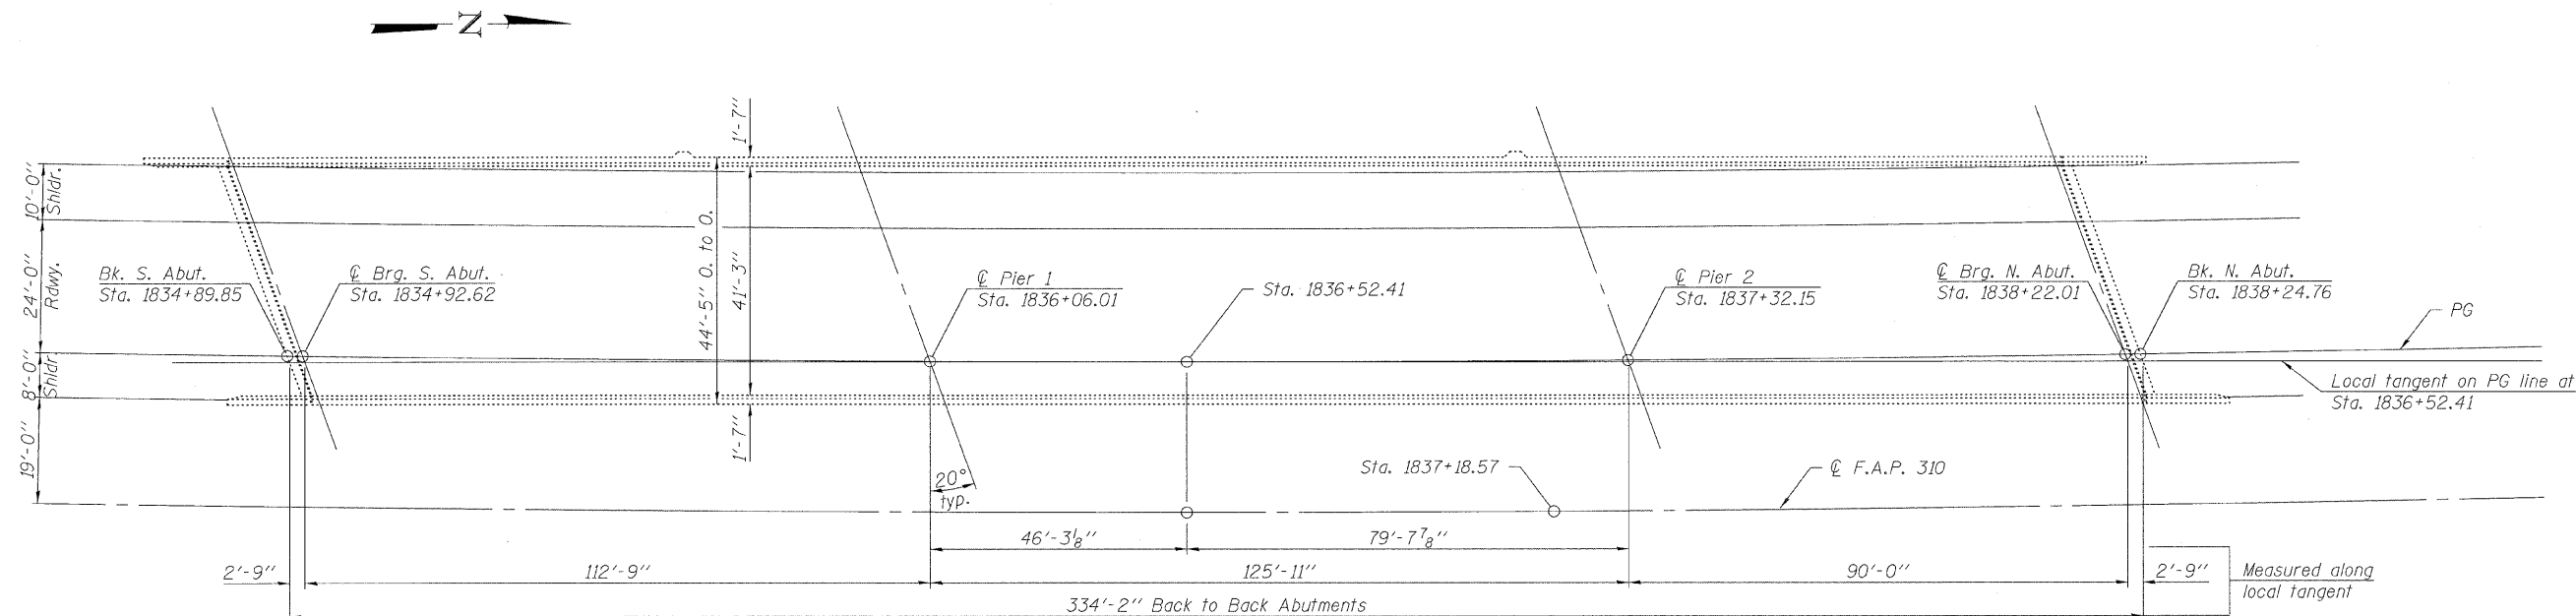 N
1'-7"
10'-0"
Shldr.
24'-0"
Rdwy.
8'-0"
Shldr
19'-0"
44'-5" O. to O.
41'-3"
1'-7"
Bk. S. Abut.
Sta. 1834+89.85
℄ Brg. S. Abut.
Sta. 1834+92.62
℄ Pier 1
Sta. 1836+06.01
Sta. 1836+52.41
℄ Pier 2
Sta. 1837+32.15
℄ Brg. N. Abut.
Sta. 1838+22.01
Bk. N. Abut.
Sta. 1838+24.76
PG
Local tangent on PG line at
Sta. 1836+52.41
Sta. 1837+18.57
℄ F.A.P. 310
20°
typ.
46'-3 1/8"
79'-7 7/8"
2'-9"
112'-9"
125'-11"
90'-0"
2'-9"
Measured along
local tangent
334'-2" Back to Back Abutments